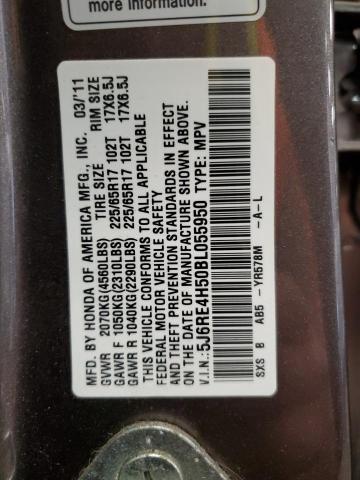 more information.
MFD. BY HONDA OF AMERICA MFG., INC. 03/'11
GVWR 2070KG(4560LBS) TIRE SIZE RIM SIZE
GAWR F 1050KG(2310LBS) 225/65R17 102T 17X6.5J
GAWR R 1040KG(2290LBS) 225/65R17 102T 17X6.5J
THIS VEHICLE CONFORMS TO ALL APPLICABLE
FEDERAL MOTOR VEHICLE SAFETY
AND THEFT PREVENTION STANDARDS IN EFFECT
ON THE DATE OF MANUFACTURE SHOWN ABOVE.
V.I.N.: 5J6RE4H50BL055950 TYPE: MPV
SXS B AB5 - YR578M - A - L